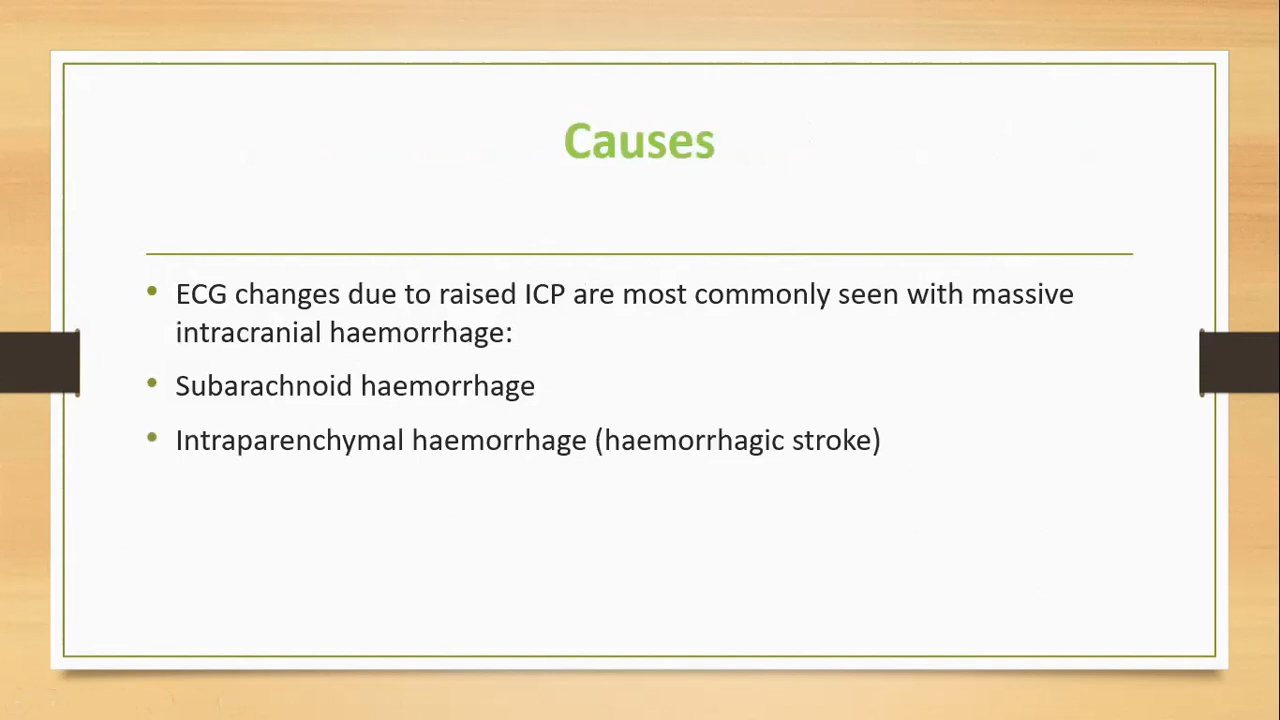 Causes
• ECG changes due to raised ICP are most commonly seen with massive
intracranial haemorrhage:
• Subarachnoid haemorrhage
• Intraparenchymal haemorrhage (haemorrhagic stroke)